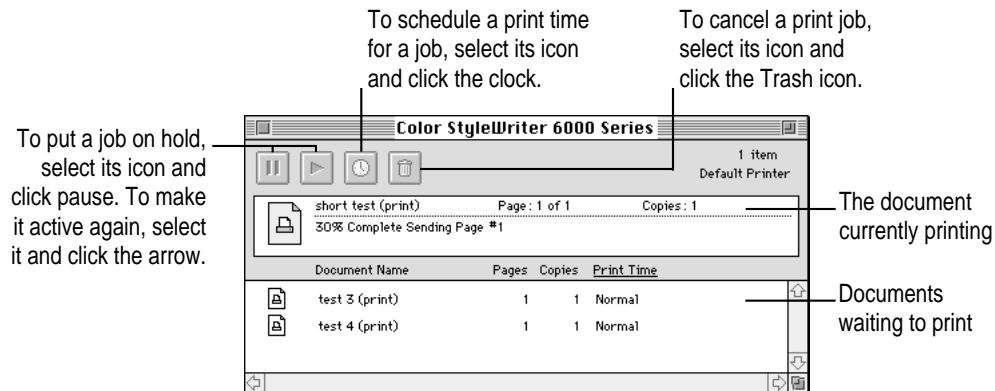 To schedule a print time
for a job, select its icon
and click the clock.
To cancel a print job,
select its icon and
click the Trash icon.
To put a job on hold,
select its icon and
click pause. To make
it active again, select
it and click the arrow.
Color StyleWriter 6000 Series
1 item
Default Printer
short test (print) Page: 1 of 1 Copies: 1
30% Complete Sending Page #1
The document
currently printing
Document Name Pages Copies Print Time
test 3 (print) 1 1 Normal
test 4 (print) 1 1 Normal
Documents
waiting to print